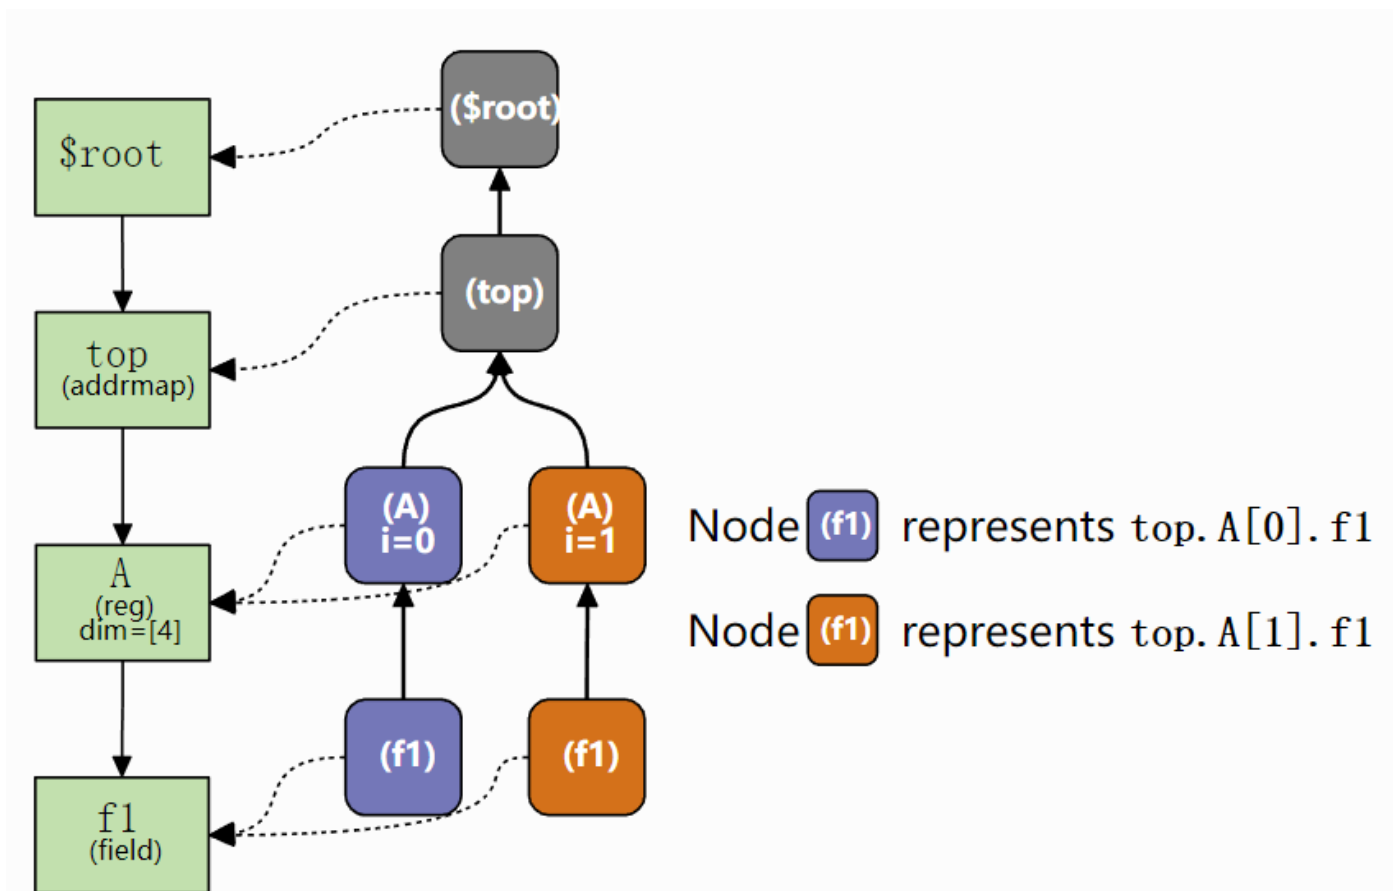 $root
top
(addrmap)
A
(reg)
dim=[4]
f1
(field)
($root)
(top)
(A)
i=0
(A)
i=1
(f1)
(f1)
Node (f1) represents top.A[0].f1
Node (f1) represents top.A[1].f1